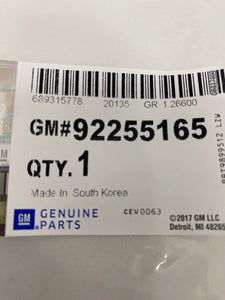 689315778 20135 GR 1.26600
GM#92255165
QTY.1
Made In South Korea
GM GENUINE PARTS
CEV0063
©2017 GM LLC
Detroit, MI 48265